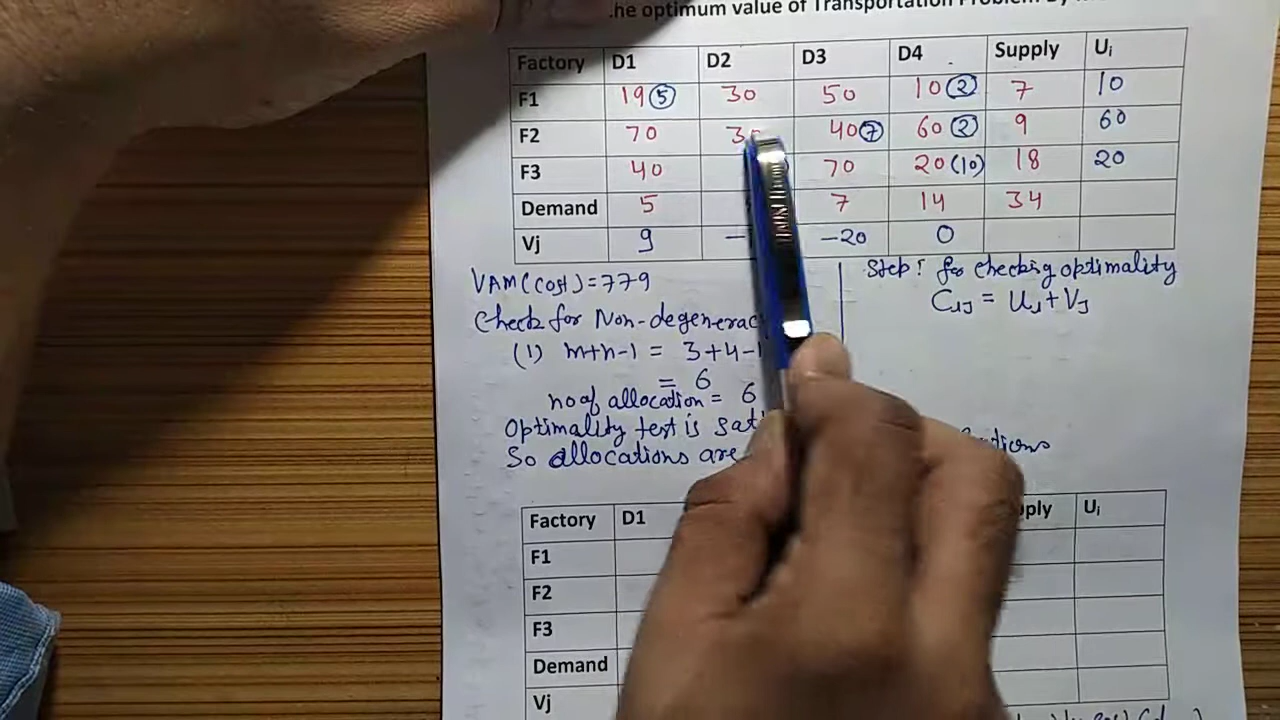 he optimum value of Transportation Problem By
Factory D1 D2 D3 D4 Supply Ui
F1 19 (5) 30 50 10 (2) 7 10
F2 70 40 (7) 60 (2) 9 60
F3 40 70 20 (10) 18 20
Demand 5 7 14 34
Vj 9 -20 0
VAM (cost) = 779
Check for Non-degenerac
(1) m+n-1 = 3+4-1
= 6
no of allocation = 6
Optimality test is sat
So allocations are
Step: for checking optimality
CIJ = UI + VJ
Factory D1 pply Ui
F1
F2
F3
Demand
Vj